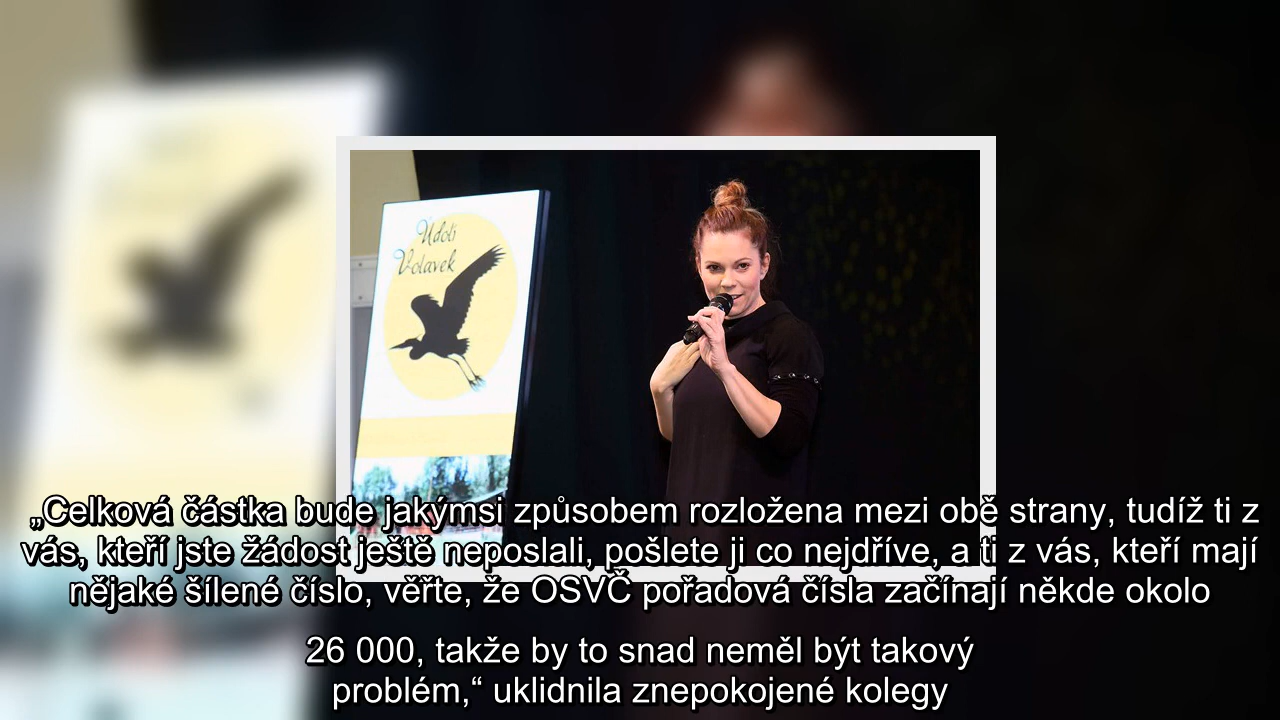 Údolí
Volavek
„Celková částka bude jakýmsi způsobem rozložena mezi obě strany, tudíž ti z
vás, kteří jste žádost ještě neposlali, pošlete ji co nejdříve, a ti z vás, kteří mají
nějaké šílené číslo, věřte, že OSVČ pořadová čísla začínají někde okolo
26 000, takže by to snad neměl být takový
problém,“ uklidnila znepokojené kolegy